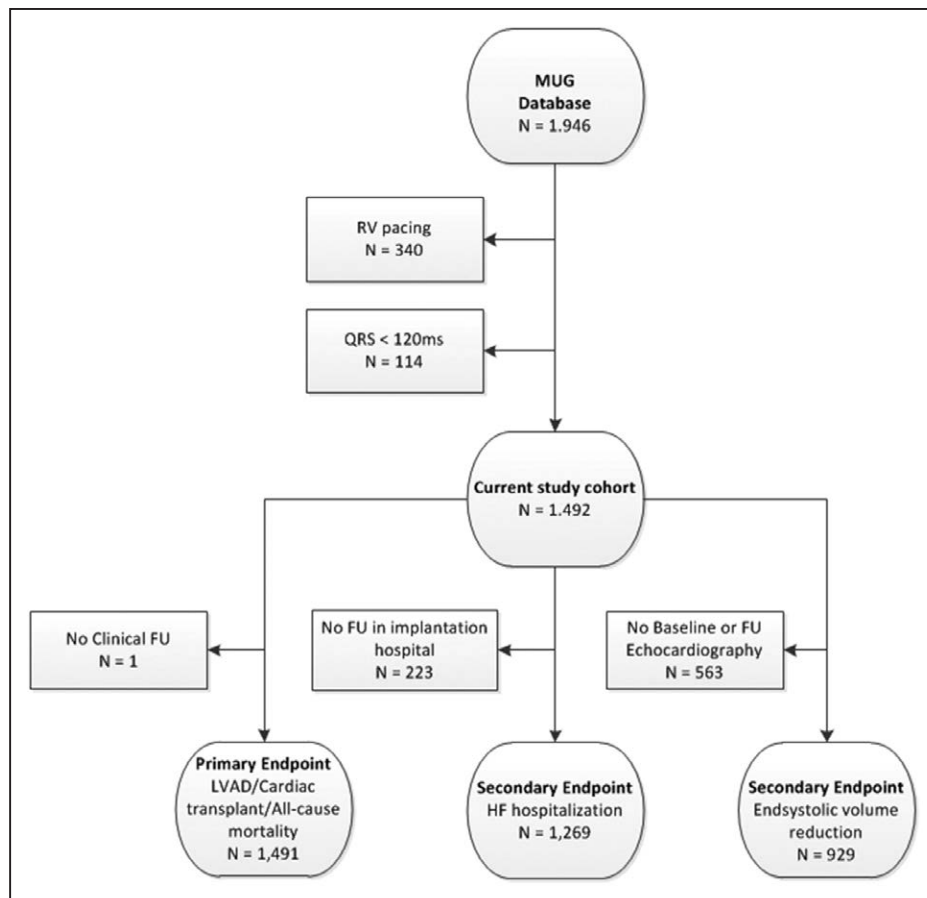 MUG
Database
N = 1.946
RV pacing
N = 340
QRS < 120ms
N = 114
Current study cohort
N = 1.492
No Clinical FU
N = 1
No FU in implantation
hospital
N = 223
No Baseline or FU
Echocardiography
N = 563
Primary Endpoint
LVAD/Cardiac
transplant/All-cause
mortality
N = 1,491
Secondary Endpoint
HF hospitalization
N = 1,269
Secondary Endpoint
Endsystolic volume
reduction
N = 929